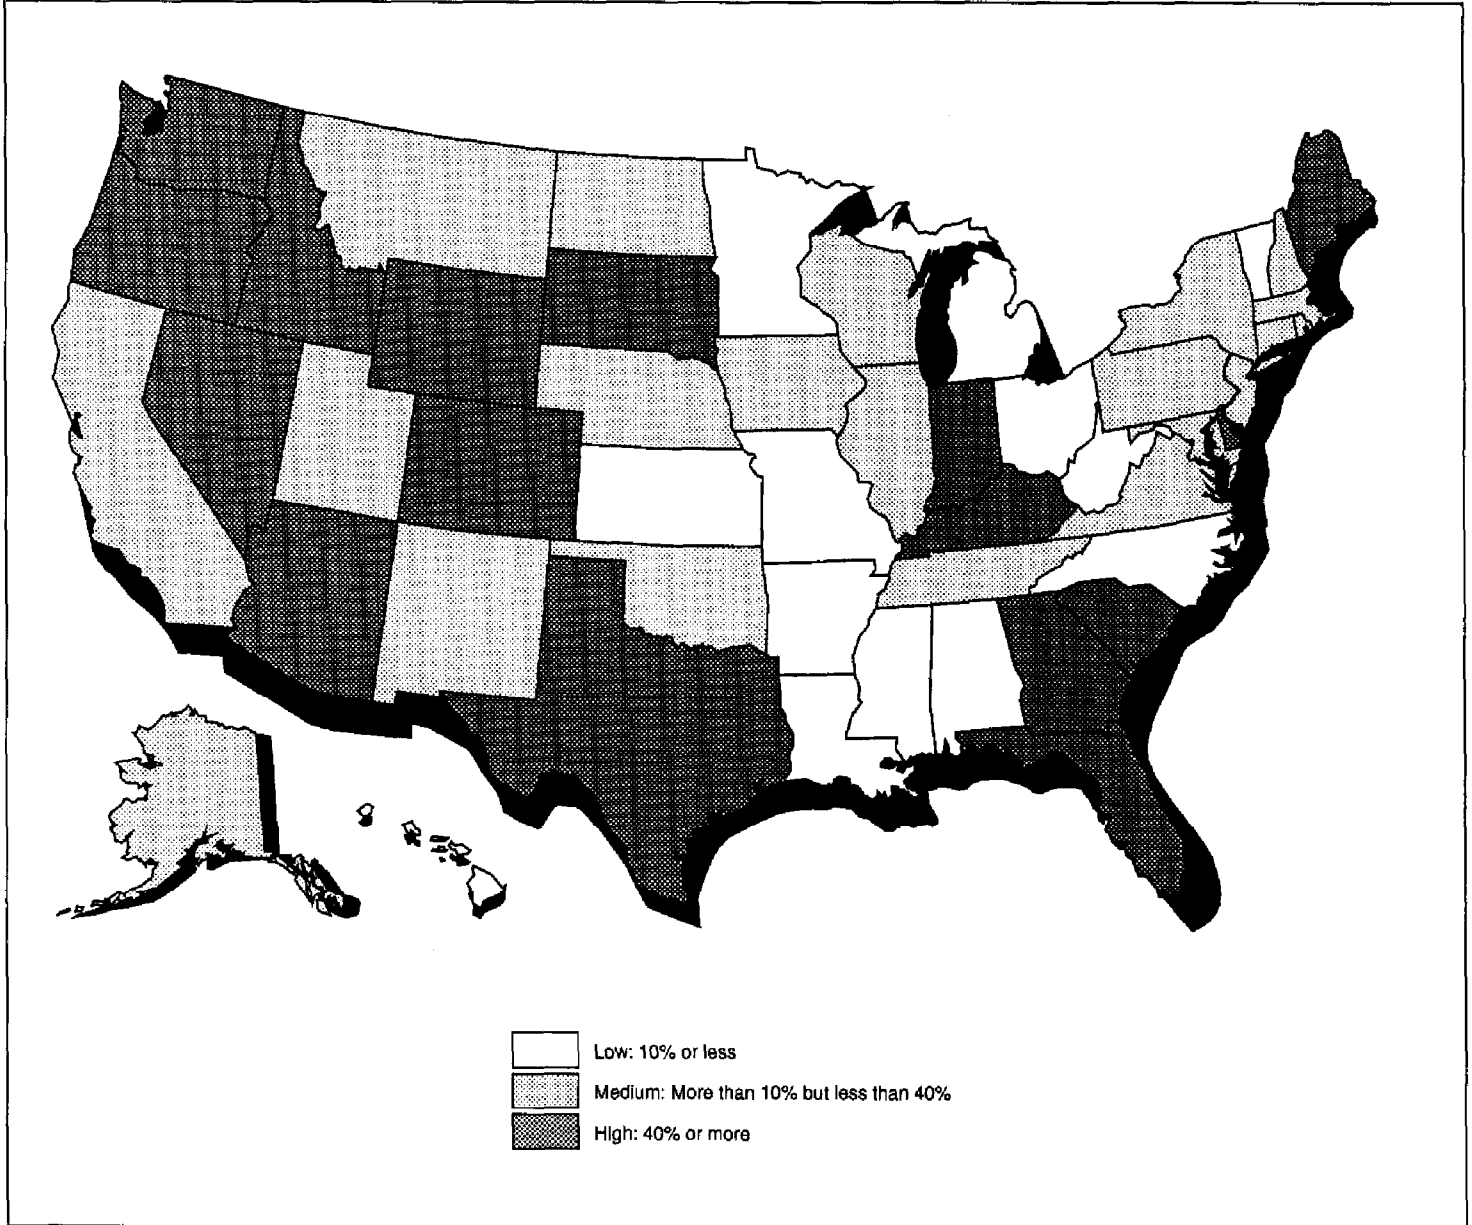 Low: 10% or less
Medium: More than 10% but less than 40%
High: 40% or more